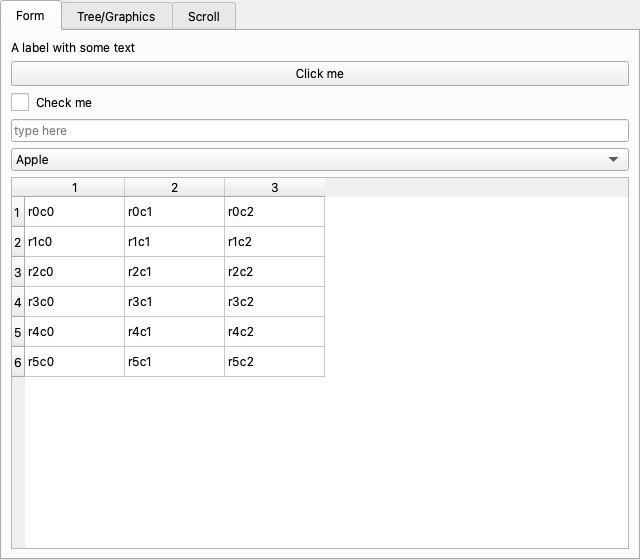 Form Tree/Graphics Scroll
A label with some text
Click me
Check me
type here
Apple
1 2 3
1 r0c0 r0c1 r0c2
2 r1c0 r1c1 r1c2
3 r2c0 r2c1 r2c2
4 r3c0 r3c1 r3c2
5 r4c0 r4c1 r4c2
6 r5c0 r5c1 r5c2